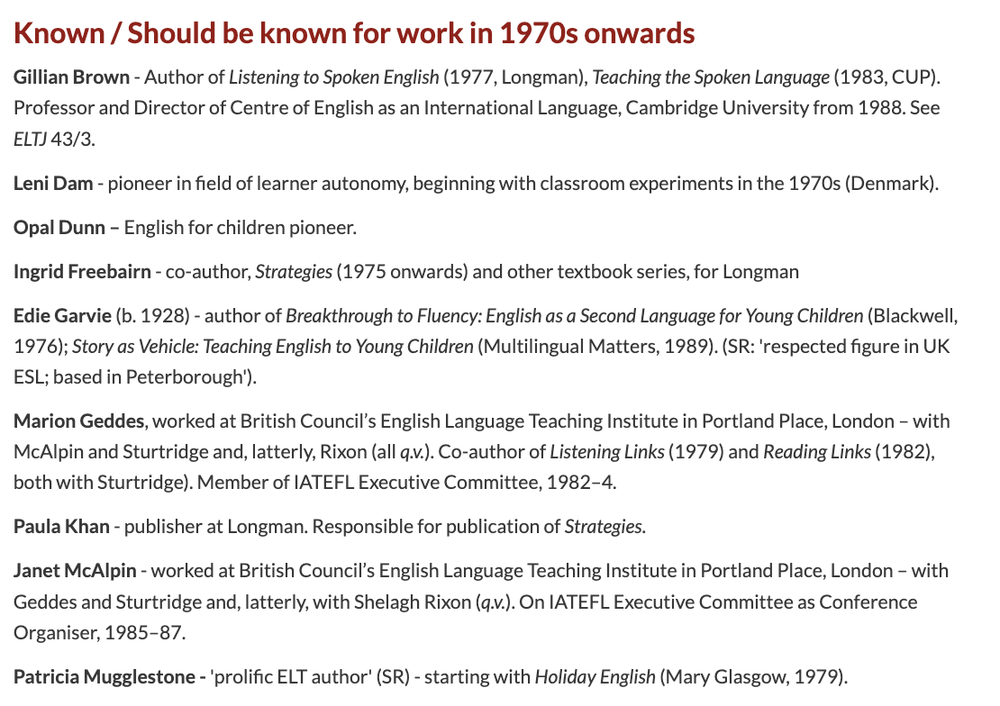 Known / Should be known for work in 1970s onwards
Gillian Brown - Author of Listening to Spoken English (1977, Longman), Teaching the Spoken Language (1983, CUP).
Professor and Director of Centre of English as an International Language, Cambridge University from 1988. See
ELTJ 43/3.
Leni Dam - pioneer in field of learner autonomy, beginning with classroom experiments in the 1970s (Denmark).
Opal Dunn – English for children pioneer.
Ingrid Freebairn - co-author, Strategies (1975 onwards) and other textbook series, for Longman
Edie Garvie (b. 1928) - author of Breakthrough to Fluency: English as a Second Language for Young Children (Blackwell,
1976); Story as Vehicle: Teaching English to Young Children (Multilingual Matters, 1989). (SR: 'respected figure in UK
ESL; based in Peterborough').
Marion Geddes, worked at British Council’s English Language Teaching Institute in Portland Place, London – with
McAlpin and Sturtridge and, latterly, Rixon (all q.v.). Co-author of Listening Links (1979) and Reading Links (1982),
both with Sturtridge). Member of IATEFL Executive Committee, 1982–4.
Paula Khan - publisher at Longman. Responsible for publication of Strategies.
Janet McAlpin - worked at British Council’s English Language Teaching Institute in Portland Place, London – with
Geddes and Sturtridge and, latterly, with Shelagh Rixon (q.v.). On IATEFL Executive Committee as Conference
Organiser, 1985–87.
Patricia Mugglestone - 'prolific ELT author' (SR) - starting with Holiday English (Mary Glasgow, 1979).